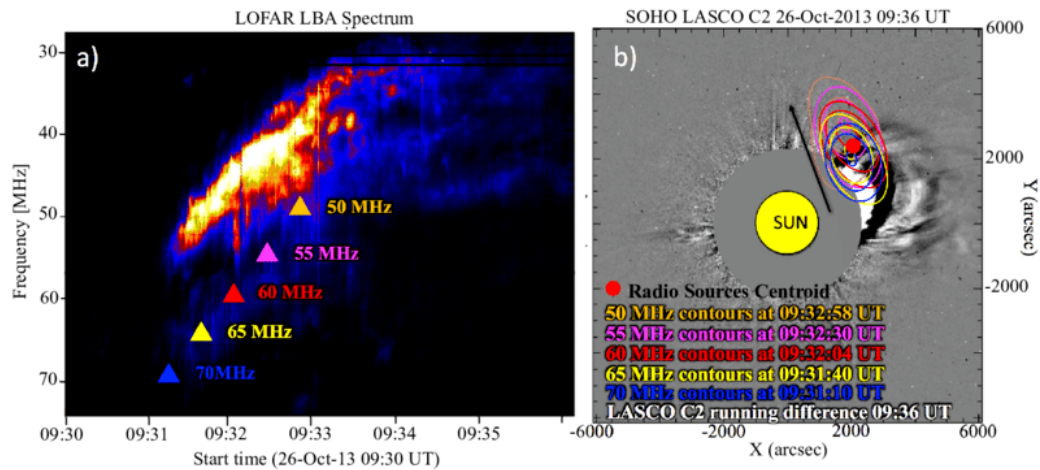 LOFAR LBA Spectrum
a)
30
40
50
60
70
Frequency [MHz]
50 MHz
55 MHz
60 MHz
65 MHz
70MHz
09:30
09:31
09:32
09:33
09:34
09:35
Start time (26-Oct-13 09:30 UT)
SOHO LASCO C2 26-Oct-2013 09:36 UT
b)
6000
2000
-2000
-6000
Y (arcsec)
SUN
Radio Sources Centroid
50 MHz contours at 09:32:58 UT
55 MHz contours at 09:32:30 UT
60 MHz contours at 09:32:04 UT
65 MHz contours at 09:31:40 UT
70 MHz contours at 09:31:10 UT
LASCO C2 running difference 09:36 UT
-6000
-2000
2000
6000
X (arcsec)